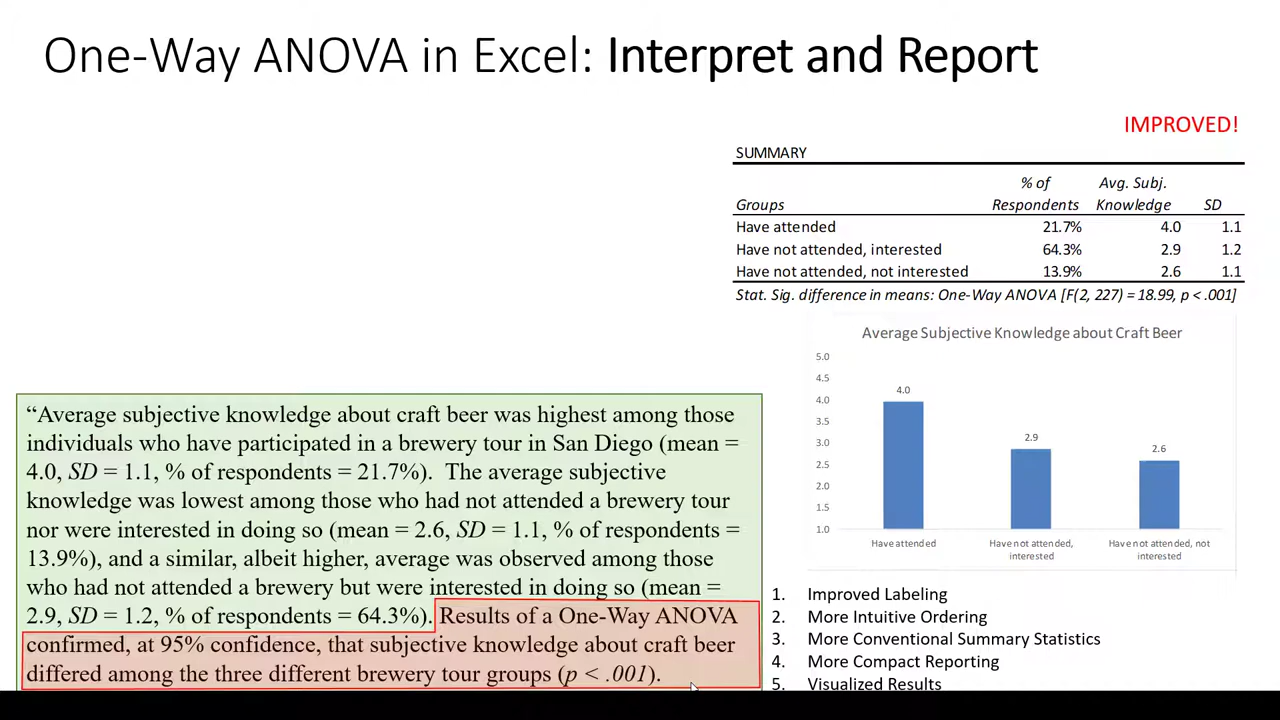 One-Way ANOVA in Excel: Interpret and Report
IMPROVED!
SUMMARY
% of Avg. Subj.
Groups Respondents Knowledge SD
Have attended 21.7% 4.0 1.1
Have not attended, interested 64.3% 2.9 1.2
Have not attended, not interested 13.9% 2.6 1.1
Stat. Sig. difference in means: One-Way ANOVA [F(2, 227) = 18.99, p < .001]
Average Subjective Knowledge about Craft Beer
5.0
4.5
4.0
3.5
3.0
2.5
2.0
1.5
1.0
4.0
2.9
2.6
Have attended
Have not attended,
interested
Have not attended, not
interested
“Average subjective knowledge about craft beer was highest among those
individuals who have participated in a brewery tour in San Diego (mean =
4.0, SD = 1.1, % of respondents = 21.7%). The average subjective
knowledge was lowest among those who had not attended a brewery tour
nor were interested in doing so (mean = 2.6, SD = 1.1, % of respondents =
13.9%), and a similar, albeit higher, average was observed among those
who had not attended a brewery but were interested in doing so (mean =
2.9, SD = 1.2, % of respondents = 64.3%). Results of a One-Way ANOVA
confirmed, at 95% confidence, that subjective knowledge about craft beer
differed among the three different brewery tour groups (p < .001).
1. Improved Labeling
2. More Intuitive Ordering
3. More Conventional Summary Statistics
4. More Compact Reporting
5. Visualized Results